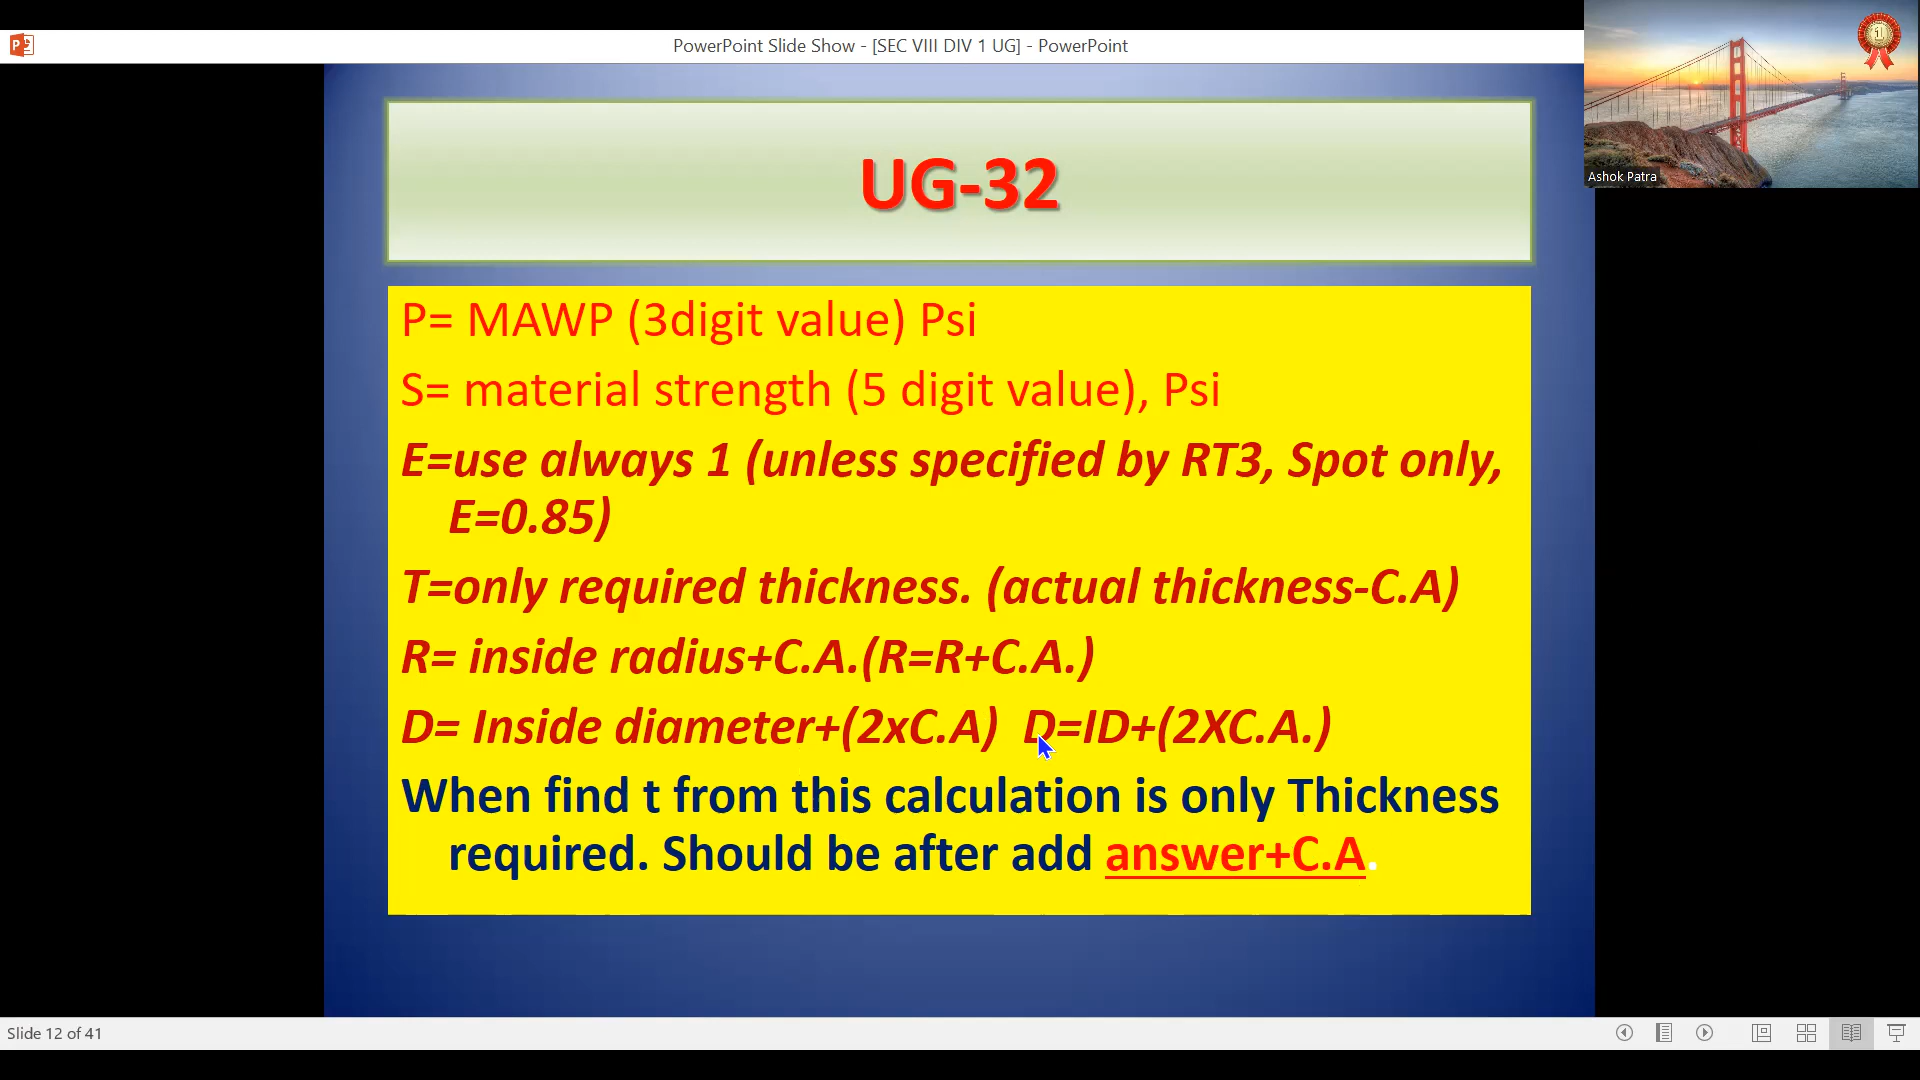 PowerPoint Slide Show - [SEC VIII DIV 1 UG] - PowerPoint
1
Ashok Patra
UG-32
P= MAWP (3digit value) Psi
S= material strength (5 digit value), Psi
E=use always 1 (unless specified by RT3, Spot only,
E=0.85)
T=only required thickness. (actual thickness-C.A)
R= inside radius+C.A.(R=R+C.A.)
D= Inside diameter+(2xC.A) D=ID+(2XC.A.)
When find t from this calculation is only Thickness
required. Should be after add answer+C.A.
Slide 12 of 41